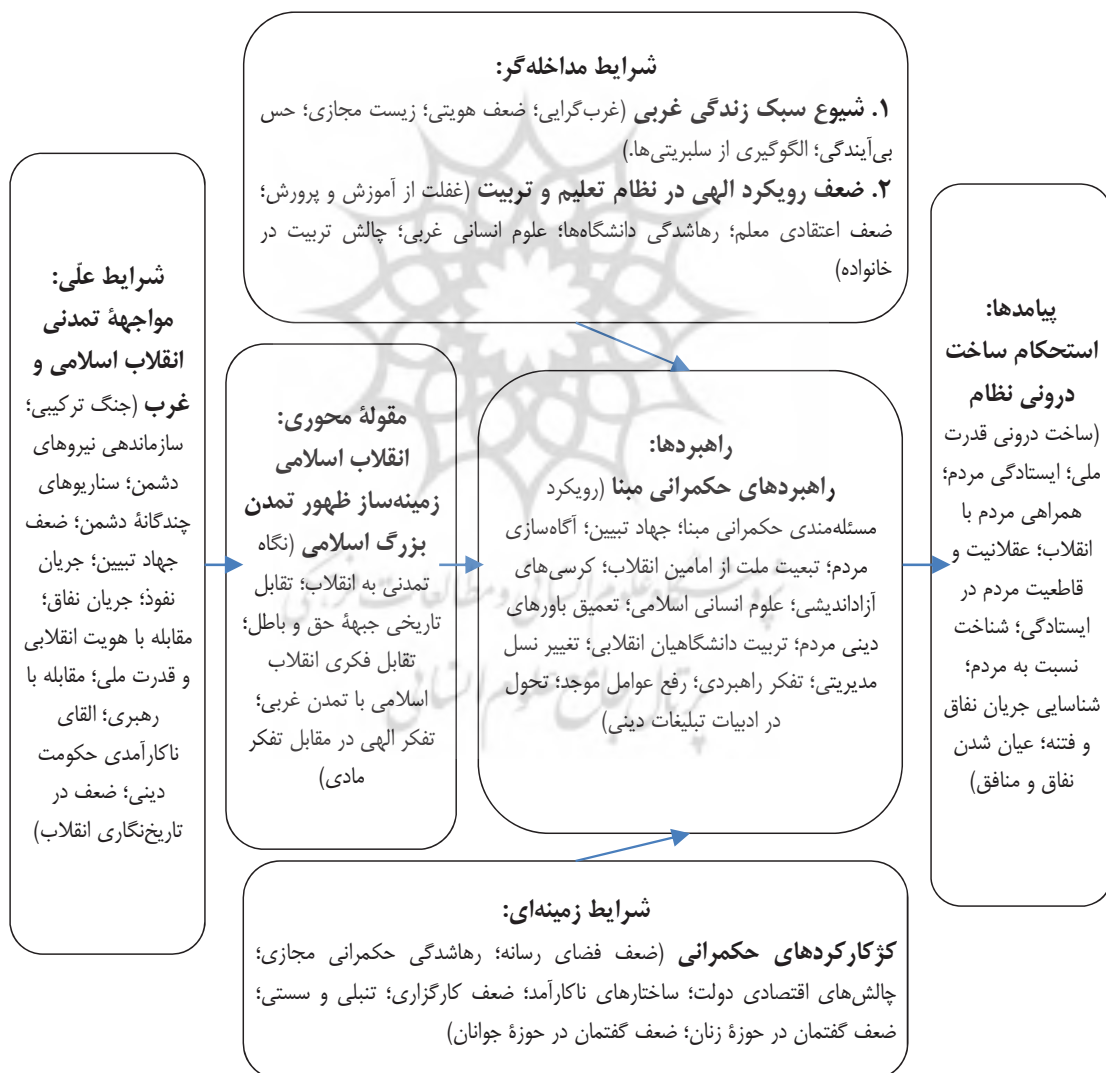 شرایط مداخله‌گر:
۱. شیوع سبک زندگی غربی (غرب‌گرایی؛ ضعف هویتی؛ زیست مجازی؛ حس
بی‌آیندگی؛ الگوگیری از سلبریتی‌ها.)
۲. ضعف رویکرد الهی در نظام تعلیم و تربیت (غفلت از آموزش و پرورش؛
ضعف اعتقادی معلم؛ رهاشدگی دانشگاه‌ها؛ علوم انسانی غربی؛ چالش تربیت در
خانواده)
شرایط علّی:
مواجههٔ تمدنی
انقلاب اسلامی و
غرب (جنگ ترکیبی؛
سازماندهی نیروهای
دشمن؛ سناریوهای
چندگانهٔ دشمن؛ ضعف
جهاد تبیین؛ جریان
نفوذ؛ جریان نفاق؛
مقابله با هویت انقلابی
و قدرت ملی؛ مقابله با
رهبری؛ القای
ناکارآمدی حکومت
دینی؛ ضعف در
تاریخ‌نگاری انقلاب)
مقولهٔ محوری:
انقلاب اسلامی
زمینه‌ساز ظهور تمدن
بزرگ اسلامی (نگاه
تمدنی به انقلاب؛ تقابل
تاریخی جبههٔ حق و باطل؛
تقابل فکری انقلاب
اسلامی با تمدن غربی؛
تفکر الهی در مقابل تفکر
مادی)
راهبردها:
راهبردهای حکمرانی مبنا (رویکرد
مسئله‌مندی حکمرانی مبنا؛ جهاد تبیین؛ آگاه‌سازی
مردم؛ تبعیت ملت از امامین انقلاب؛ کرسی‌های
آزاداندیشی؛ علوم انسانی اسلامی؛ تعمیق باورهای
دینی مردم؛ تربیت دانشگاهیان انقلابی؛ تغییر نسل
مدیریتی؛ تفکر راهبردی؛ رفع عوامل موجد؛ تحول
در ادبیات تبلیغات دینی)
پیامدها:
استحکام ساخت
درونی نظام
(ساخت درونی قدرت
ملی؛ ایستادگی مردم؛
همراهی مردم با
انقلاب؛ عقلانیت و
قاطعیت مردم در
ایستادگی؛ شناخت
نسبت به مردم؛
شناسایی جریان نفاق
و فتنه؛ عیان شدن
نفاق و منافق)
شرایط زمینه‌ای:
کژکارکردهای حکمرانی (ضعف فضای رسانه؛ رهاشدگی حکمرانی مجازی؛
چالش‌های اقتصادی دولت؛ ساختارهای ناکارآمد؛ ضعف کارگزاری؛ تنبلی و سستی؛
ضعف گفتمان در حوزهٔ زنان؛ ضعف گفتمان در حوزهٔ جوانان)
پژوهشگاه علوم انسانی و مطالعات فرهنگی
پرتال جامع علوم انسانی